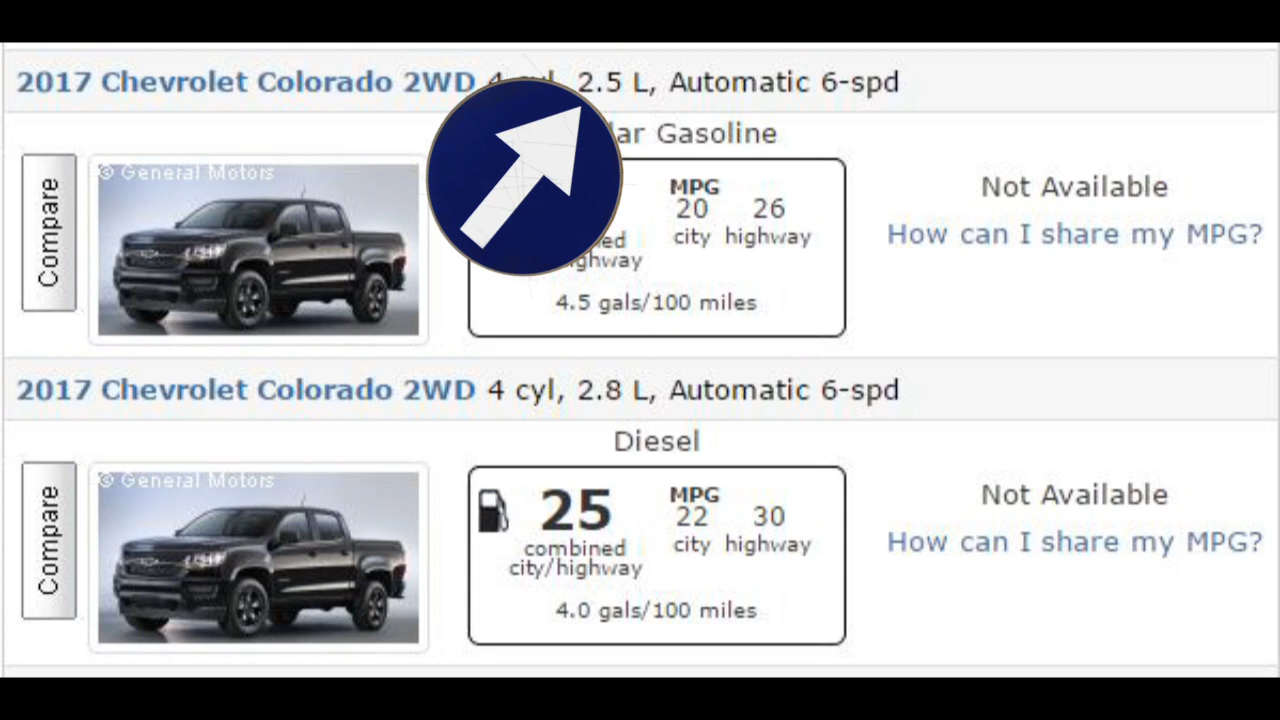 2017 Chevrolet Colorado 2WD 2.5 L, Automatic 6-spd
Gasoline
Compare
© General Motors
MPG
20 26
city highway
4.5 gals/100 miles
Not Available
How can I share my MPG?
2017 Chevrolet Colorado 2WD 4 cyl, 2.8 L, Automatic 6-spd
Diesel
Compare
© General Motors
25
combined
city/highway
MPG
22 30
city highway
4.0 gals/100 miles
Not Available
How can I share my MPG?